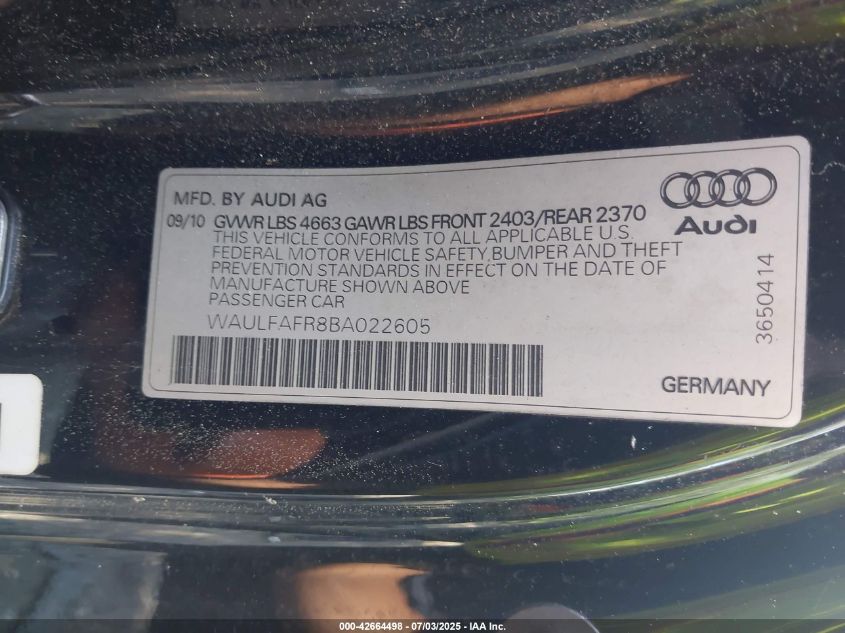 MFD. BY AUDI AG
09/10 GVWR LBS 4663 GAWR LBS FRONT 2403/REAR 2370
THIS VEHICLE CONFORMS TO ALL APPLICABLE U.S.
FEDERAL MOTOR VEHICLE SAFETY,BUMPER AND THEFT
PREVENTION STANDARDS IN EFFECT ON THE DATE OF
MANUFACTURE SHOWN ABOVE
PASSENGER CAR
WAULFAFR8BA022605
Audi
3650414
GERMANY
000-42664498 - 07/03/2025 - IAA Inc.